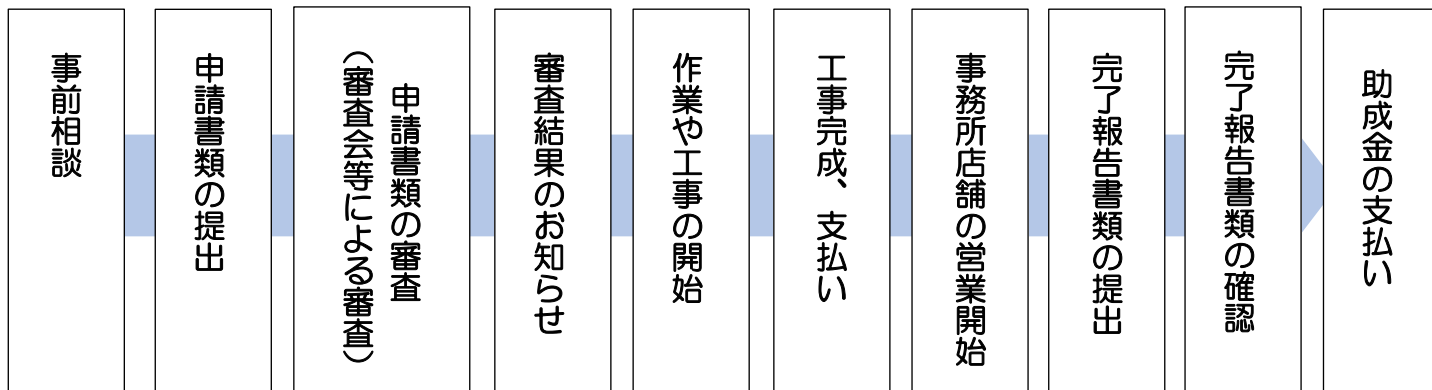 事前相談
申請書類の提出
申請書類の審査
（審査会等による審査）
審査結果のお知らせ
作業や工事の開始
工事完成、支払い
事務所店舗の営業開始
完了報告書類の提出
完了報告書類の確認
助成金の支払い